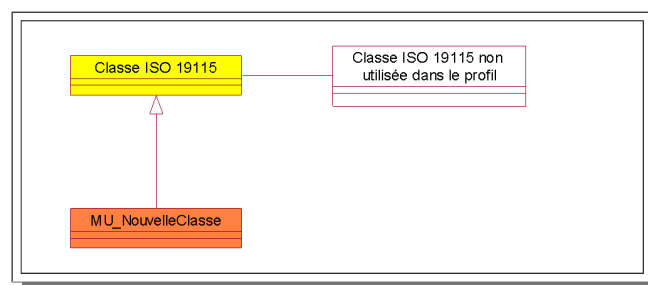 Classe ISO 19115
Classe ISO 19115 non
utilisée dans le profil
MU_NouvelleClasse